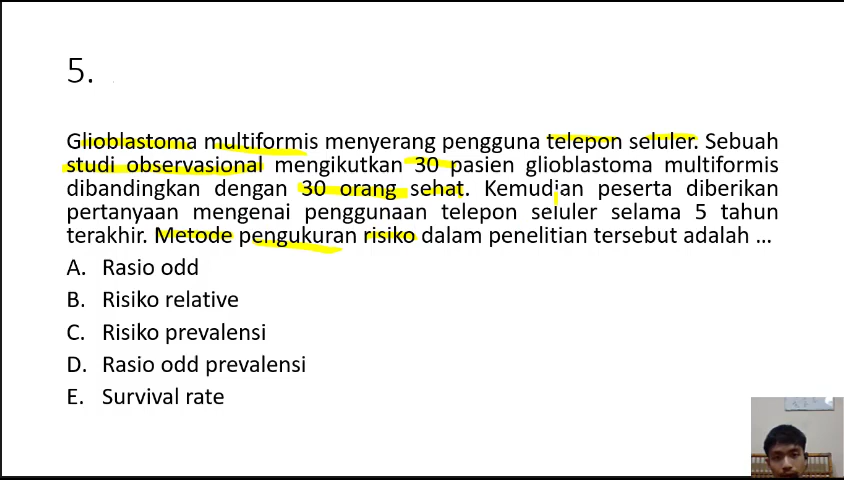 5.
Glioblastoma multiformis menyerang pengguna telepon seluler. Sebuah
studi observasional mengikutkan 30 pasien glioblastoma multiformis
dibandingkan dengan 30 orang sehat. Kemudian peserta diberikan
pertanyaan mengenai penggunaan telepon seluler selama 5 tahun
terakhir. Metode pengukuran risiko dalam penelitian tersebut adalah ...
A. Rasio odd
B. Risiko relative
C. Risiko prevalensi
D. Rasio odd prevalensi
E. Survival rate